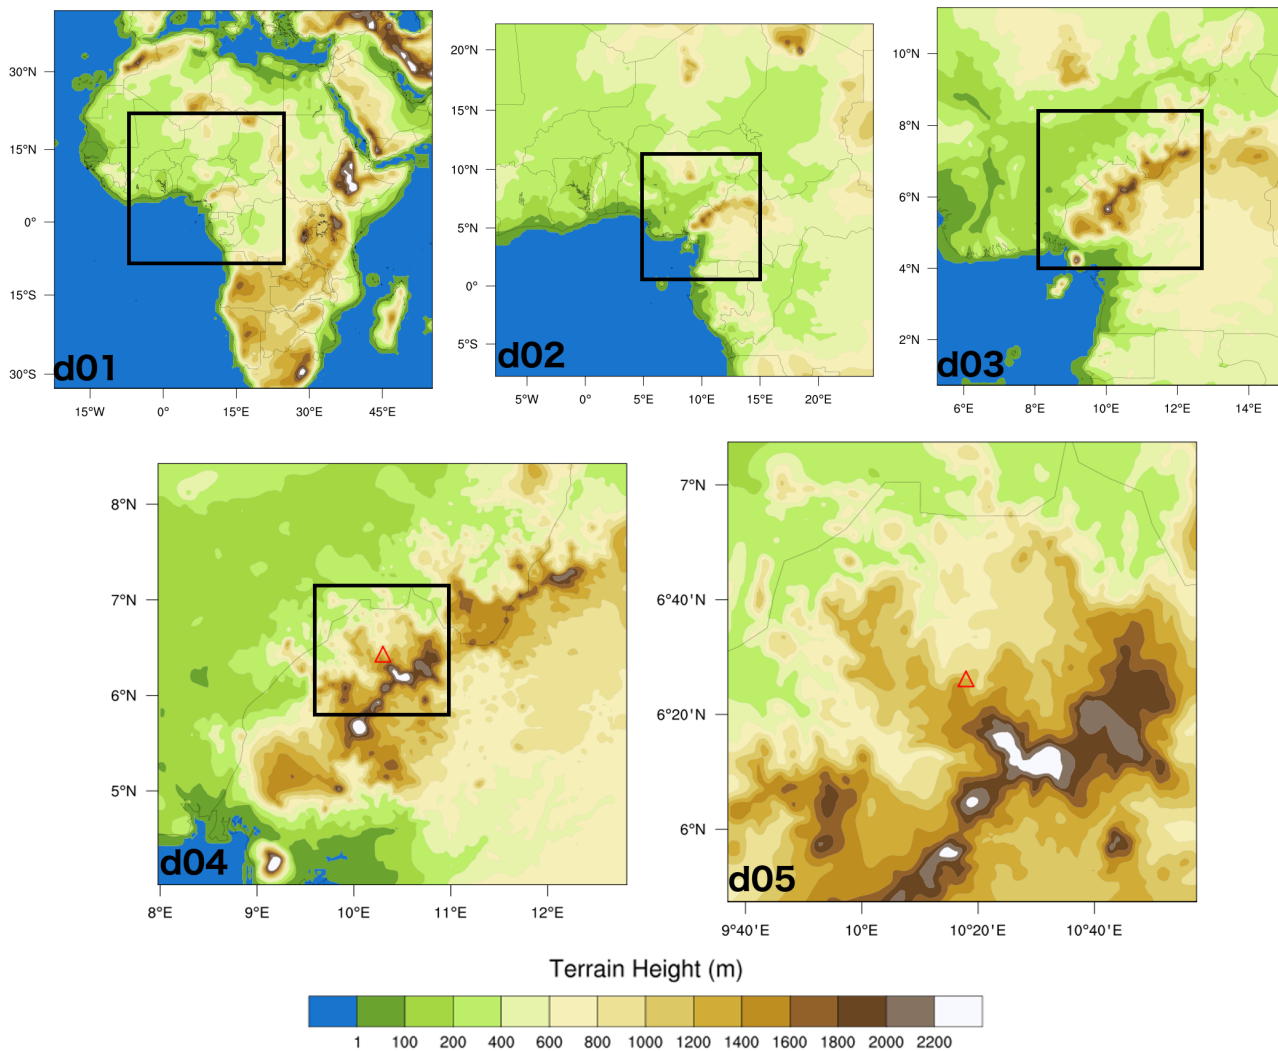 30°N
15°N
0°
15°S
30°S
d01
15°W 0° 15°E 30°E 45°E
20°N
15°N
10°N
5°N
0°
5°S
d02
5°W 0° 5°E 10°E 15°E 20°E
10°N
8°N
6°N
4°N
2°N
d03
6°E 8°E 10°E 12°E 14°E
8°N
7°N
6°N
5°N
d04
8°E 9°E 10°E 11°E 12°E
7°N
6°40'N
6°20'N
6°N
d05
9°40'E 10°E 10°20'E 10°40'E
Terrain Height (m)
1 100 200 400 600 800 1000 1200 1400 1600 1800 2000 2200